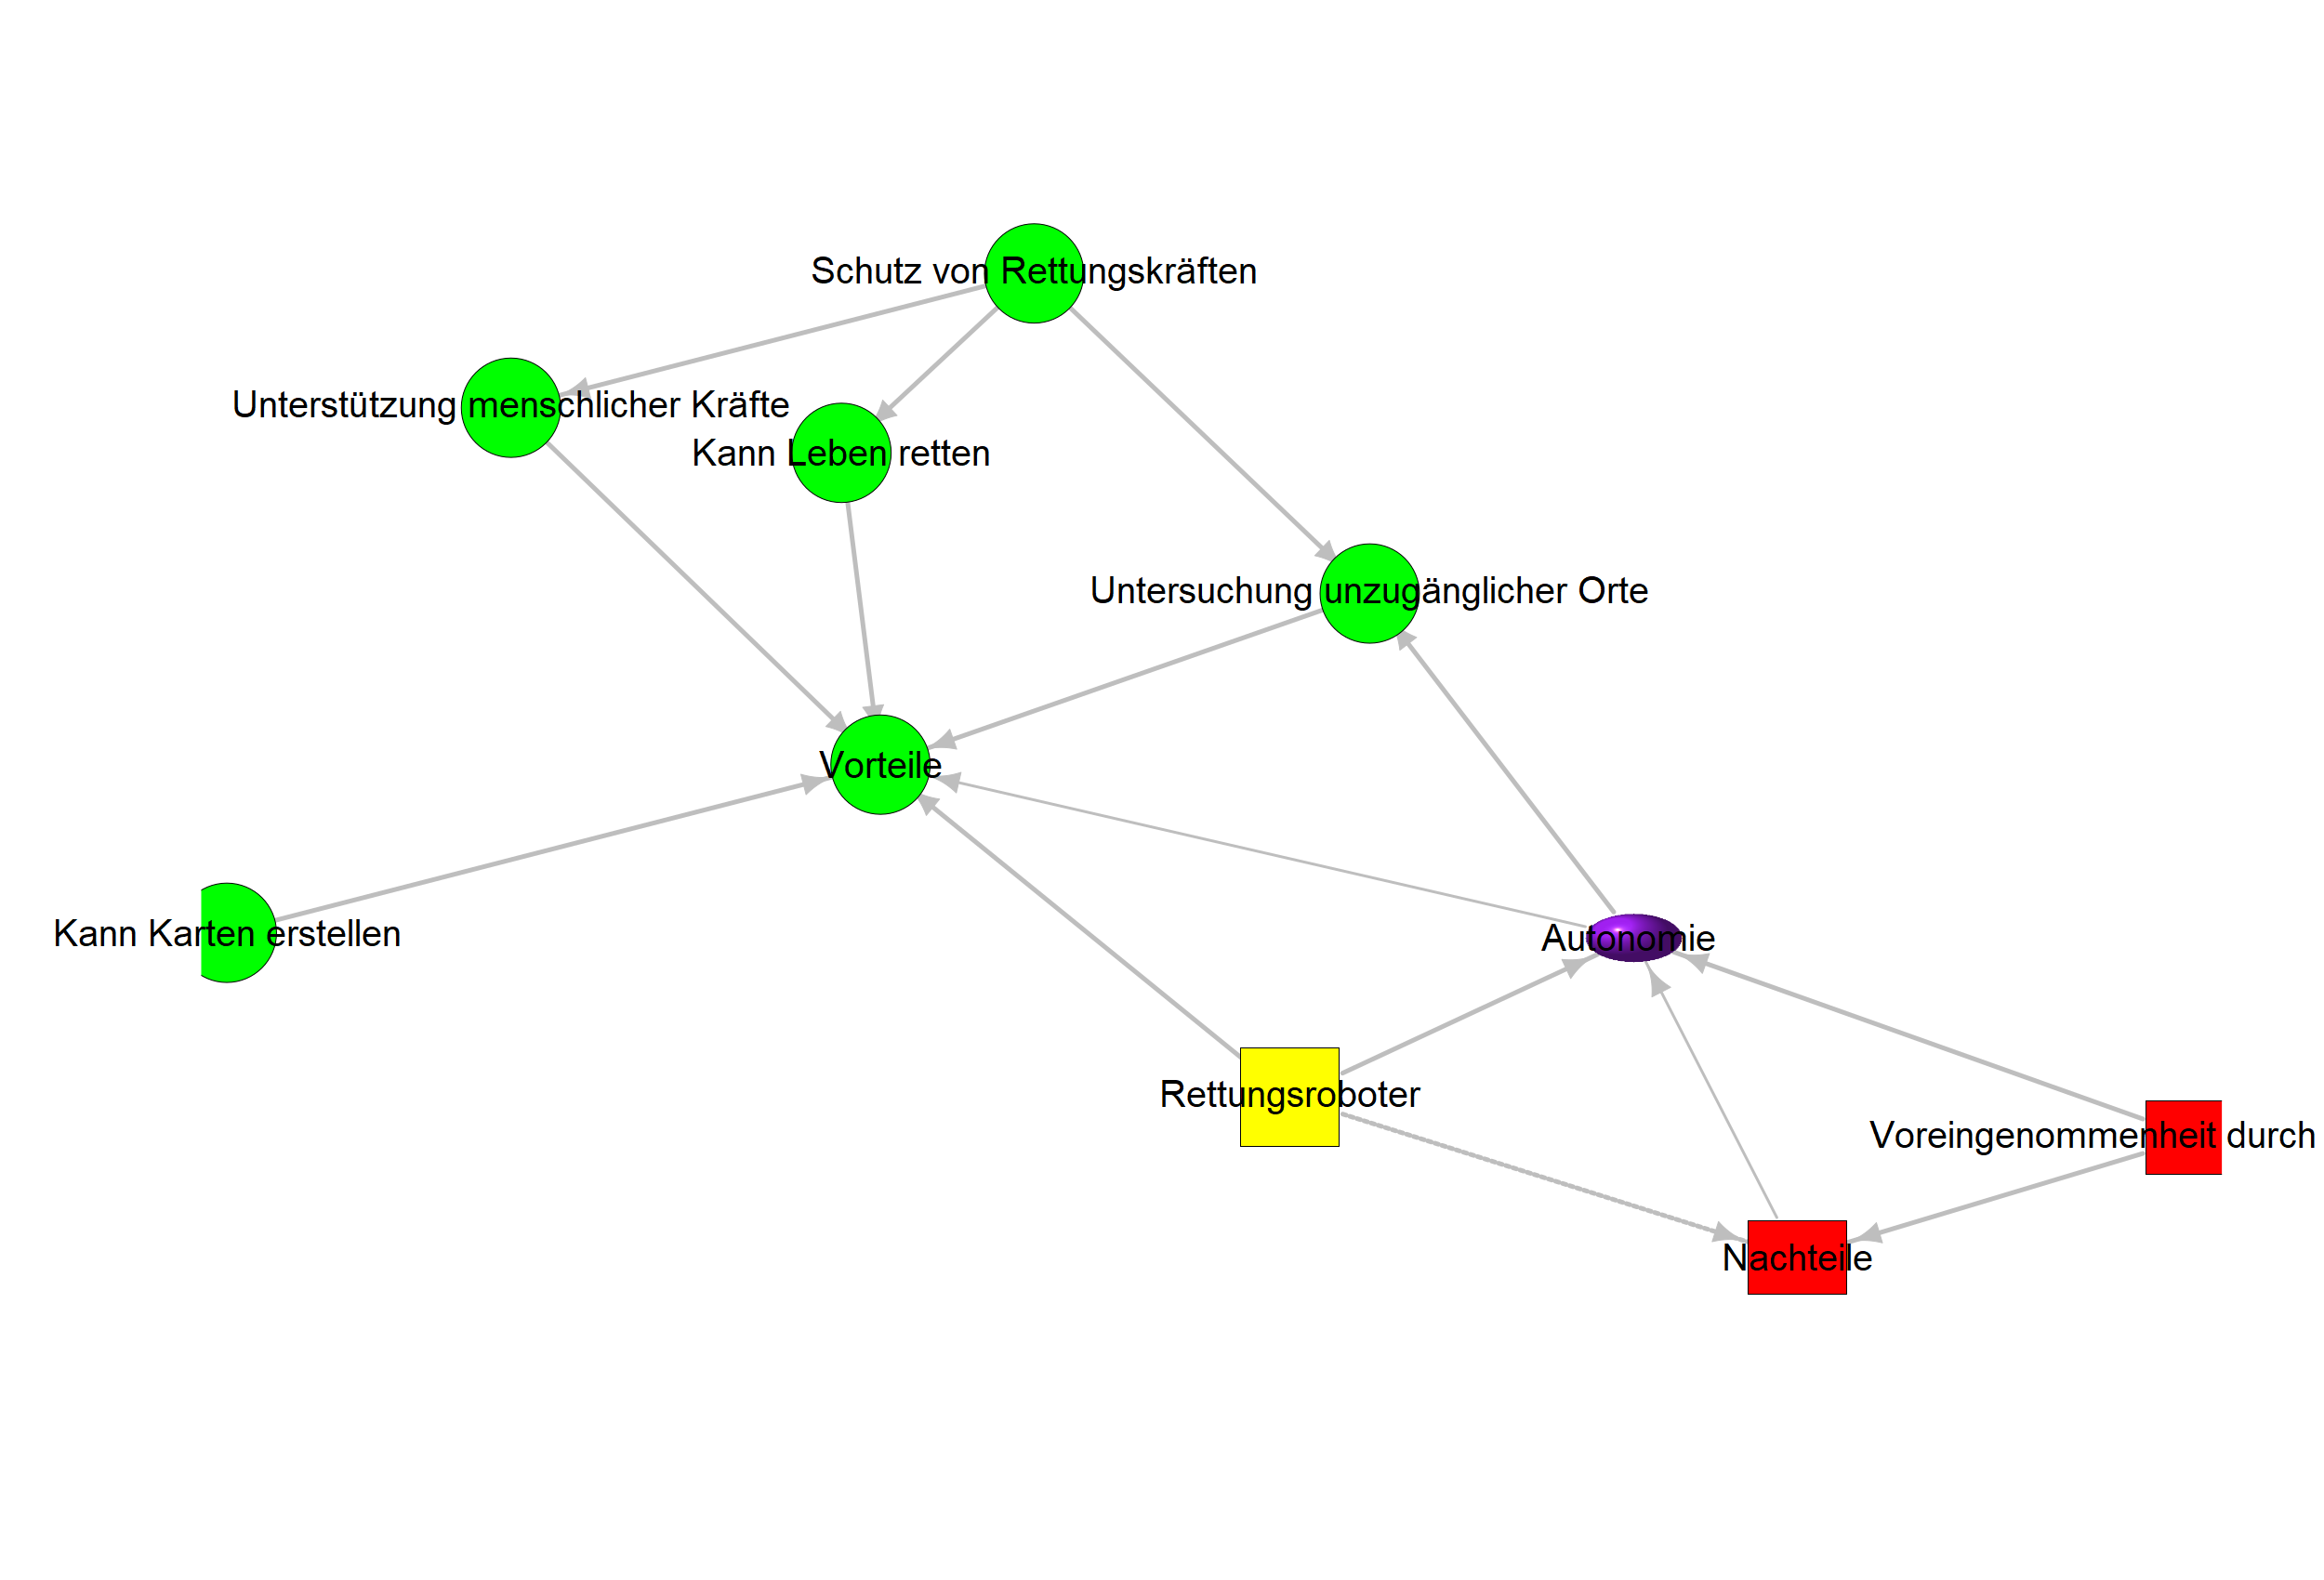 Schutz von Rettungskräften
Unterstützung menschlicher Kräfte
Kann Leben retten
Untersuchung unzugänglicher Orte
Vorteile
Kann Karten erstellen
Autonomie
Rettungsroboter
Voreingenommenheit durch
Nachteile